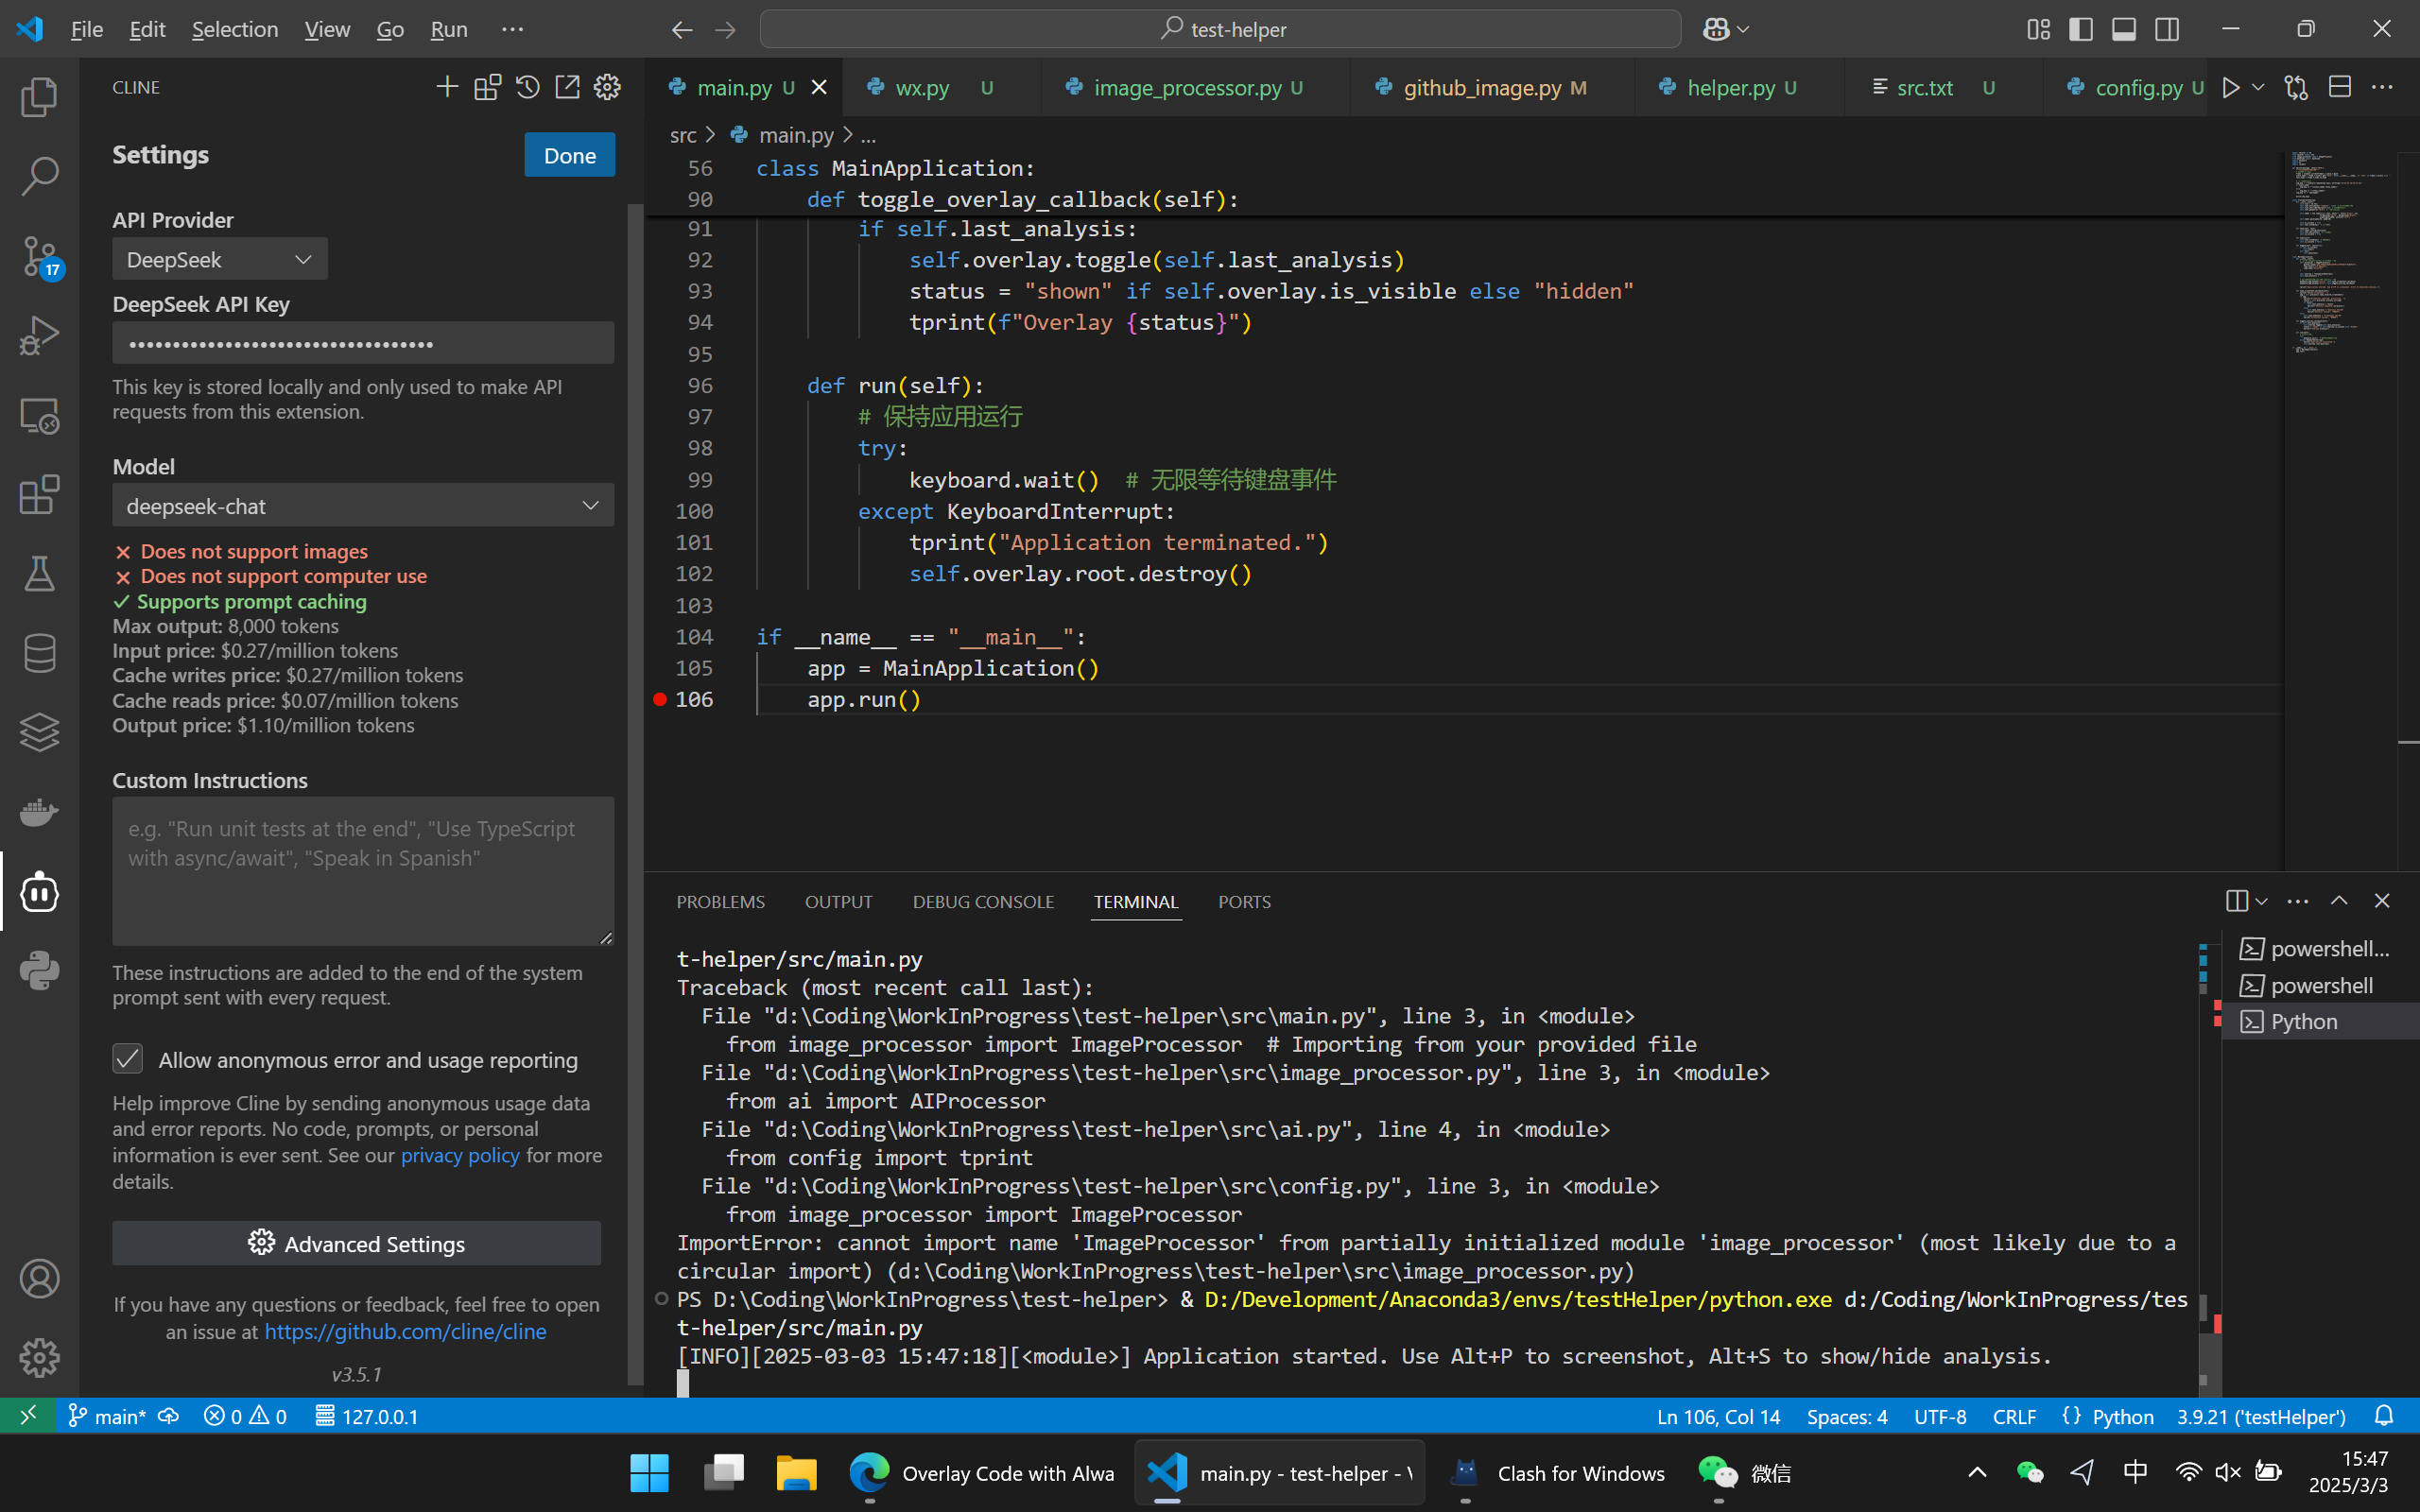 File Edit Selection View Go Run ···
test-helper
CLINE
main.py U
wx.py U
image_processor.py U
github_image.py M
helper.py U
src.txt U
config.py U
Settings
Done
API Provider
DeepSeek
DeepSeek API Key
••••••••••••••••••••••••••••••••••••
This key is stored locally and only used to make API
requests from this extension.
Model
deepseek-chat
Does not support images
Does not support computer use
Supports prompt caching
Max output: 8,000 tokens
Input price: $0.27/million tokens
Cache writes price: $0.27/million tokens
Cache reads price: $0.07/million tokens
Output price: $1.10/million tokens
Custom Instructions
e.g. "Run unit tests at the end", "Use TypeScript
with async/await", "Speak in Spanish"
These instructions are added to the end of the system
prompt sent with every request.
Allow anonymous error and usage reporting
Help improve Cline by sending anonymous usage data
and error reports. No code, prompts, or personal
information is ever sent. See our privacy policy for more
details.
Advanced Settings
If you have any questions or feedback, feel free to open
an issue at https://github.com/cline/cline
v3.5.1
17
src > main.py > ...
56 class MainApplication:
90 def toggle_overlay_callback(self):
91 if self.last_analysis:
92 self.overlay.toggle(self.last_analysis)
93 status = "shown" if self.overlay.is_visible else "hidden"
94 tprint(f"Overlay {status}")
95
96 def run(self):
97 # 保持应用运行
98 try:
99 keyboard.wait()  # 无限等待键盘事件
100 except KeyboardInterrupt:
101 tprint("Application terminated.")
102 self.overlay.root.destroy()
103
104 if __name__ == "__main__":
105 app = MainApplication()
106 app.run()
PROBLEMS OUTPUT DEBUG CONSOLE TERMINAL PORTS
t-helper/src/main.py
Traceback (most recent call last):
File "d:\Coding\WorkInProgress\test-helper\src\main.py", line 3, in <module>
from image_processor import ImageProcessor  # Importing from your provided file
File "d:\Coding\WorkInProgress\test-helper\src\image_processor.py", line 3, in <module>
from ai import AIProcessor
File "d:\Coding\WorkInProgress\test-helper\src\ai.py", line 4, in <module>
from config import tprint
File "d:\Coding\WorkInProgress\test-helper\src\config.py", line 3, in <module>
from image_processor import ImageProcessor
ImportError: cannot import name 'ImageProcessor' from partially initialized module 'image_processor' (most likely due to a
circular import) (d:\Coding\WorkInProgress\test-helper\src\image_processor.py)
PS D:\Coding\WorkInProgress\test-helper> & D:/Development/Anaconda3/envs/testHelper/python.exe d:/Coding/WorkInProgress/tes
t-helper/src/main.py
[INFO][2025-03-03 15:47:18][<module>] Application started. Use Alt+P to screenshot, Alt+S to show/hide analysis.
powershell...
powershell
Python
main* 0 0 127.0.0.1
Ln 106, Col 14 Spaces: 4 UTF-8 CRLF {} Python 3.9.21 ('testHelper')
Overlay Code with Alwa
main.py - test-helper - V
Clash for Windows
微信
中
15:47
2025/3/3